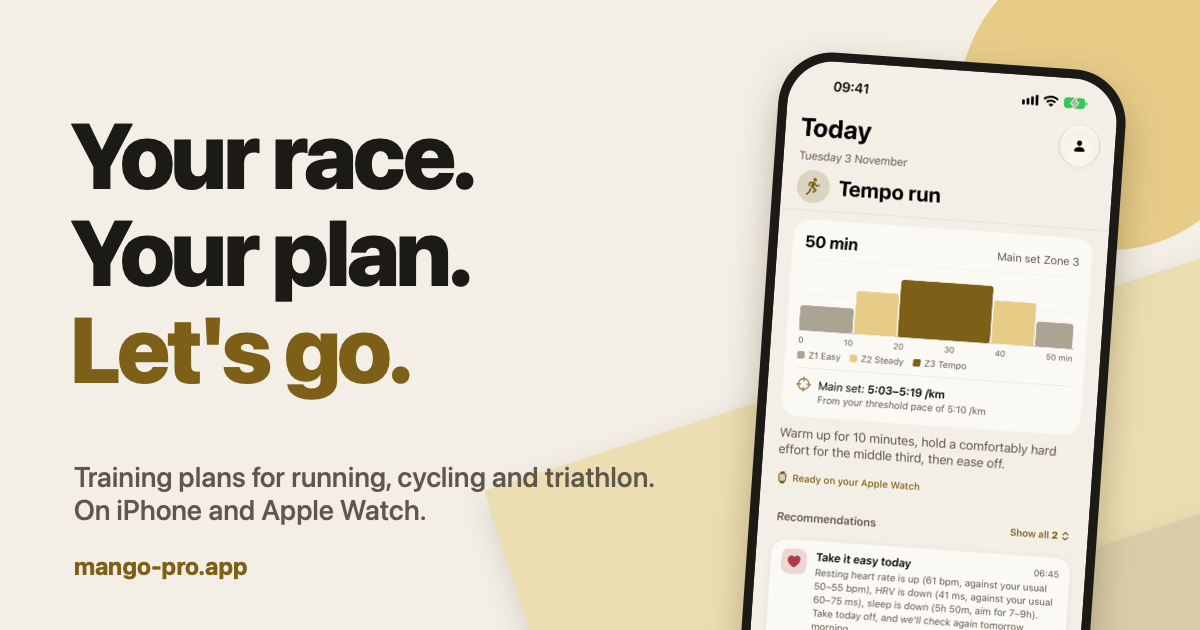 Your race.
Your plan.
Let's go.
Training plans for running, cycling and triathlon.
On iPhone and Apple Watch.
mango-pro.app
09:41
Today
Tuesday 3 November
Tempo run
50 min
Main set Zone 3
0 10 20 30 40 50 min
Z1 Easy Z2 Steady Z3 Tempo
Main set: 5:03–5:19 /km
From your threshold pace of 5:10 /km
Warm up for 10 minutes, hold a comfortably hard
effort for the middle third, then ease off.
Ready on your Apple Watch
Recommendations
Show all 2
Take it easy today
06:45
Resting heart rate is up (61 bpm, against your usual
50–55 bpm), HRV is down (41 ms, against your usual
60–75 ms), sleep is down (5h 50m, aim for 7–9h).
Take today off, and we'll check again tomorrow
morning.